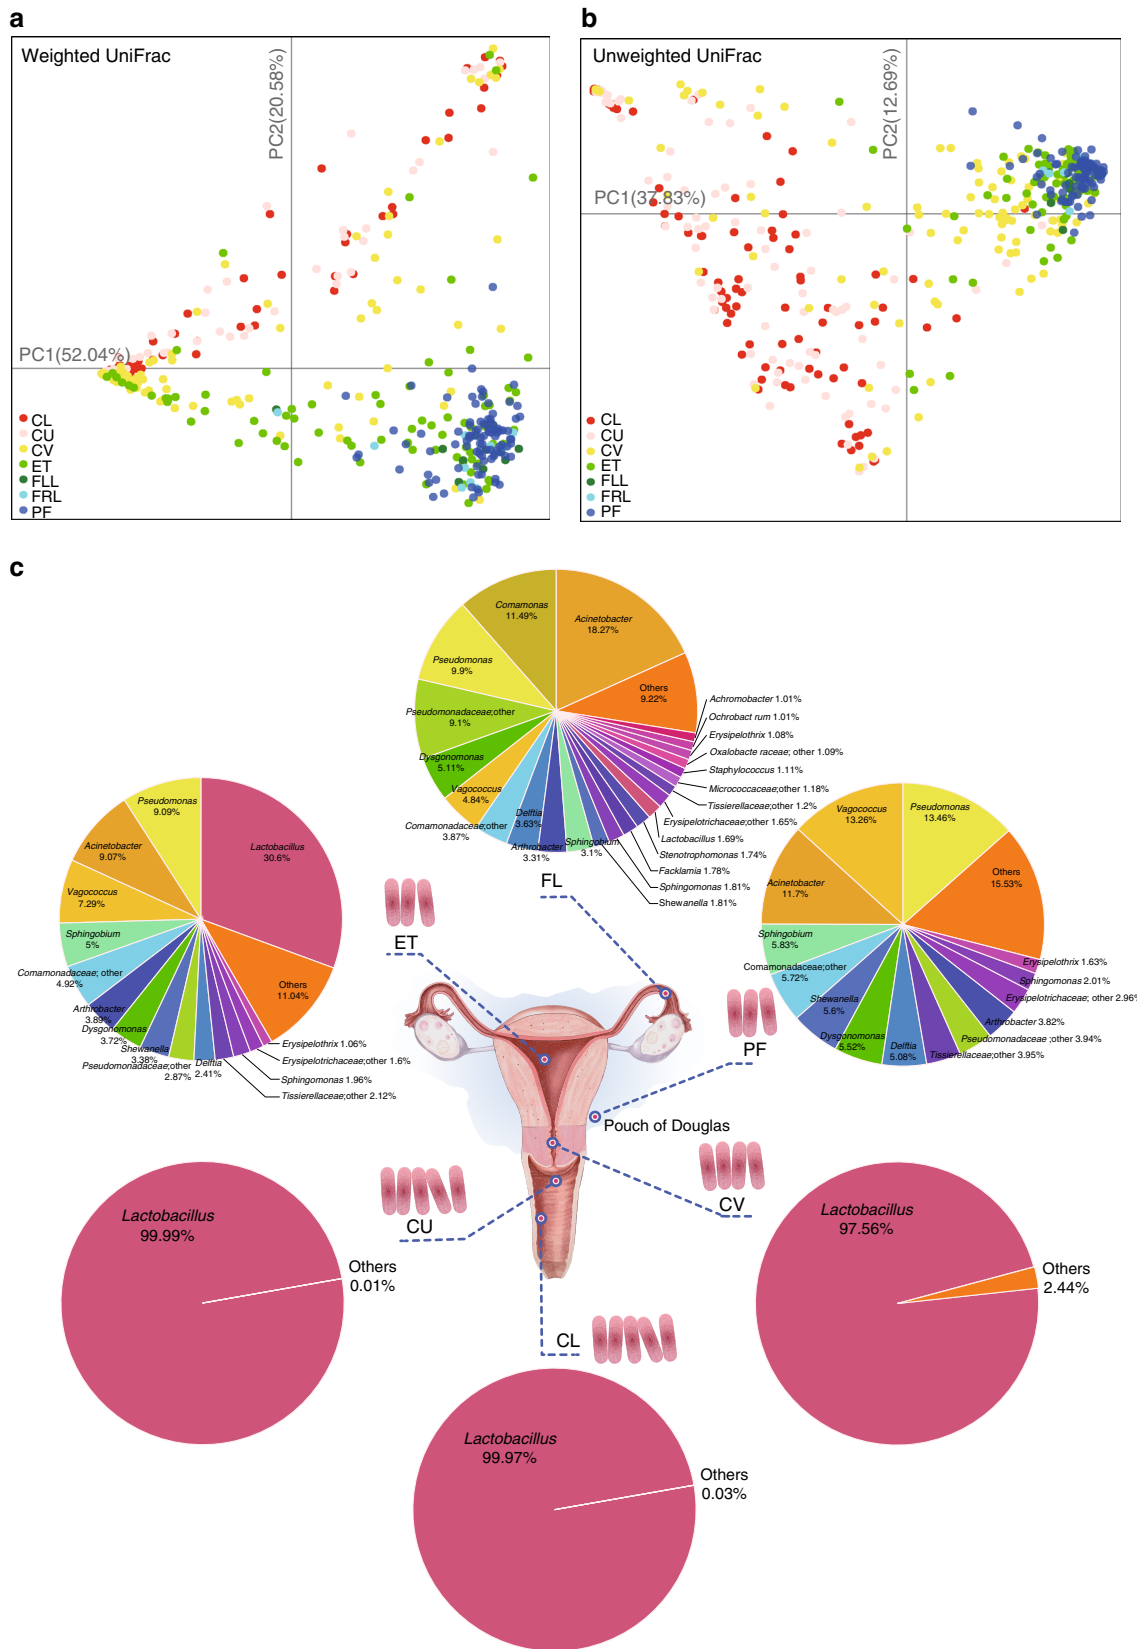 a
b
Weighted UniFrac
PC2(20.58%)
PC1(52.04%)
CL
CU
CV
ET
FLL
FRL
PF
Unweighted UniFrac
PC2(12.69%)
PC1(37.83%)
CL
CU
CV
ET
FLL
FRL
PF
c
Comamonas
11.49%
Acinetobacter
18.27%
Pseudomonas
9.9%
Others
9.22%
Pseudomonadaceae;other
9.1%
Dysgonomonas
5.11%
Vagococcus
4.84%
Comamonadaceae;other
3.87%
Delftia
3.63%
Arthrobacter
3.31%
Sphingobium
3.1%
Achromobacter 1.01%
Ochrobact rum 1.01%
Erysipelothrix 1.08%
Oxalobacte raceae; other 1.09%
Staphylococcus 1.11%
Micrococcaceae;other 1.18%
Tissierellaceae;other 1.2%
Erysipelotrichaceae;other 1.65%
Lactobacillus 1.69%
Stenotrophomonas 1.74%
Facklamia 1.78%
Sphingomonas 1.81%
Shewanella 1.81%
FL
Pseudomonas
9.09%
Lactobacillus
30.6%
Acinetobacter
9.07%
Vagococcus
7.29%
Sphingobium
5%
Comamonadaceae; other
4.92%
Arthrobacter
3.89%
Dysgonomonas
3.72%
Shewanella
3.38%
Pseudomonadaceae;other
2.87%
Delftia
2.41%
Others
11.04%
Erysipelothrix 1.06%
Erysipelotrichaceae;other 1.6%
Sphingomonas 1.96%
Tissierellaceae;other 2.12%
ET
Vagococcus
13.26%
Pseudomonas
13.46%
Others
15.53%
Acinetobacter
11.7%
Sphingobium
5.83%
Comamonadaceae;other
5.72%
Shewanella
5.6%
Dysgonomonas
5.52%
Delftia
5.08%
Erysipelothrix 1.63%
Sphingomonas 2.01%
Erysipelotrichaceae; other 2.96%
Arthrobacter 3.82%
Pseudomonadaceae ;other 3.94%
Tissierellaceae;other 3.95%
PF
Pouch of Douglas
CU
CV
CL
Lactobacillus
99.99%
Others
0.01%
Lactobacillus
97.56%
Others
2.44%
Lactobacillus
99.97%
Others
0.03%